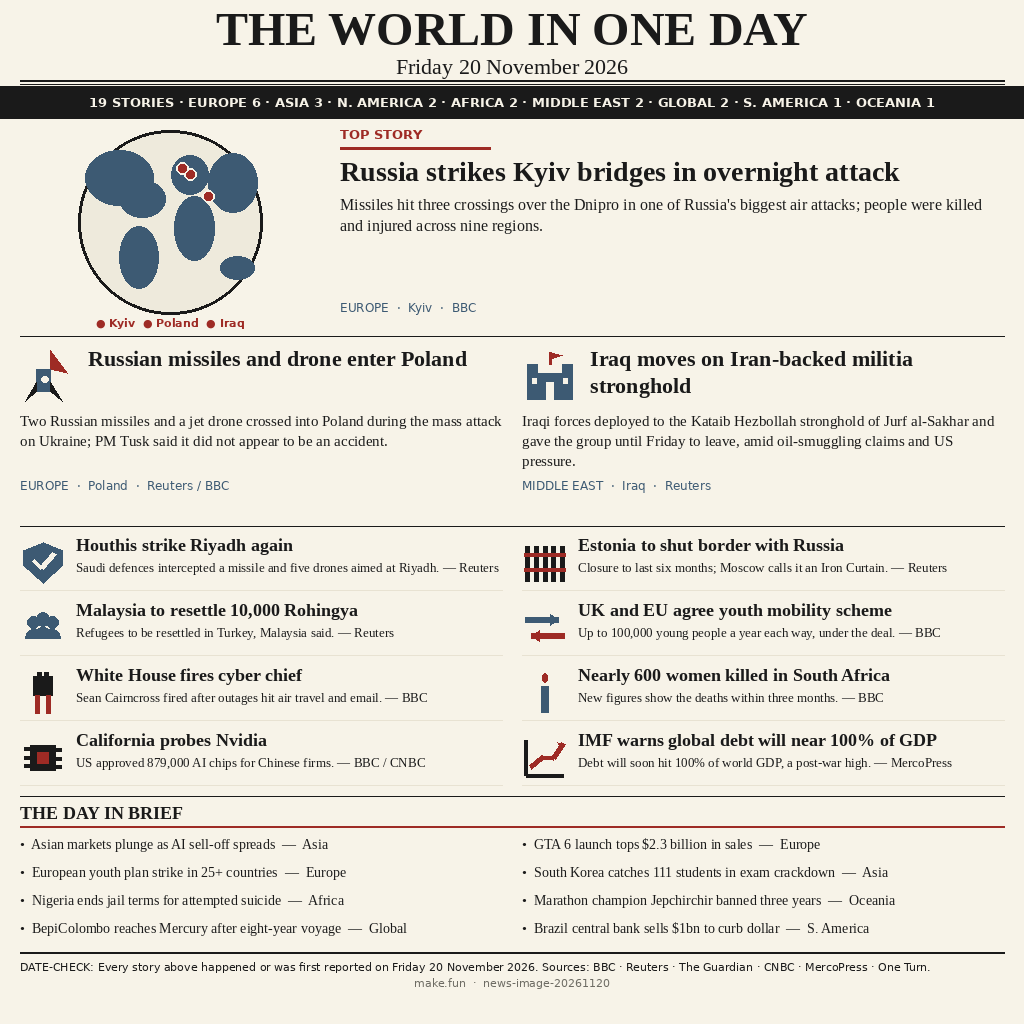 THE WORLD IN ONE DAY
Friday 20 November 2026
19 STORIES · EUROPE 6 · ASIA 3 · N. AMERICA 2 · AFRICA 2 · MIDDLE EAST 2 · GLOBAL 2 · S. AMERICA 1 · OCEANIA 1
● Kyiv ● Poland ● Iraq
TOP STORY
Russia strikes Kyiv bridges in overnight attack
Missiles hit three crossings over the Dnipro in one of Russia's biggest air attacks; people were killed
and injured across nine regions.
EUROPE · Kyiv · BBC
Russian missiles and drone enter Poland
Two Russian missiles and a jet drone crossed into Poland during the mass attack
on Ukraine; PM Tusk said it did not appear to be an accident.
EUROPE · Poland · Reuters / BBC
Iraq moves on Iran-backed militia
stronghold
Iraqi forces deployed to the Kataib Hezbollah stronghold of Jurf al-Sakhar and
gave the group until Friday to leave, amid oil-smuggling claims and US
pressure.
MIDDLE EAST · Iraq · Reuters
Houthis strike Riyadh again
Saudi defences intercepted a missile and five drones aimed at Riyadh. — Reuters
Estonia to shut border with Russia
Closure to last six months; Moscow calls it an Iron Curtain. — Reuters
Malaysia to resettle 10,000 Rohingya
Refugees to be resettled in Turkey, Malaysia said. — Reuters
UK and EU agree youth mobility scheme
Up to 100,000 young people a year each way, under the deal. — BBC
White House fires cyber chief
Sean Cairncross fired after outages hit air travel and email. — BBC
Nearly 600 women killed in South Africa
New figures show the deaths within three months. — BBC
California probes Nvidia
US approved 879,000 AI chips for Chinese firms. — BBC / CNBC
IMF warns global debt will near 100% of GDP
Debt will soon hit 100% of world GDP, a post-war high. — MercoPress
THE DAY IN BRIEF
• Asian markets plunge as AI sell-off spreads — Asia
• GTA 6 launch tops $2.3 billion in sales — Europe
• European youth plan strike in 25+ countries — Europe
• South Korea catches 111 students in exam crackdown — Asia
• Nigeria ends jail terms for attempted suicide — Africa
• Marathon champion Jepchirchir banned three years — Oceania
• BepiColombo reaches Mercury after eight-year voyage — Global
• Brazil central bank sells $1bn to curb dollar — S. America
DATE-CHECK: Every story above happened or was first reported on Friday 20 November 2026. Sources: BBC · Reuters · The Guardian · CNBC · MercoPress · One Turn.
make.fun · news-image-20261120